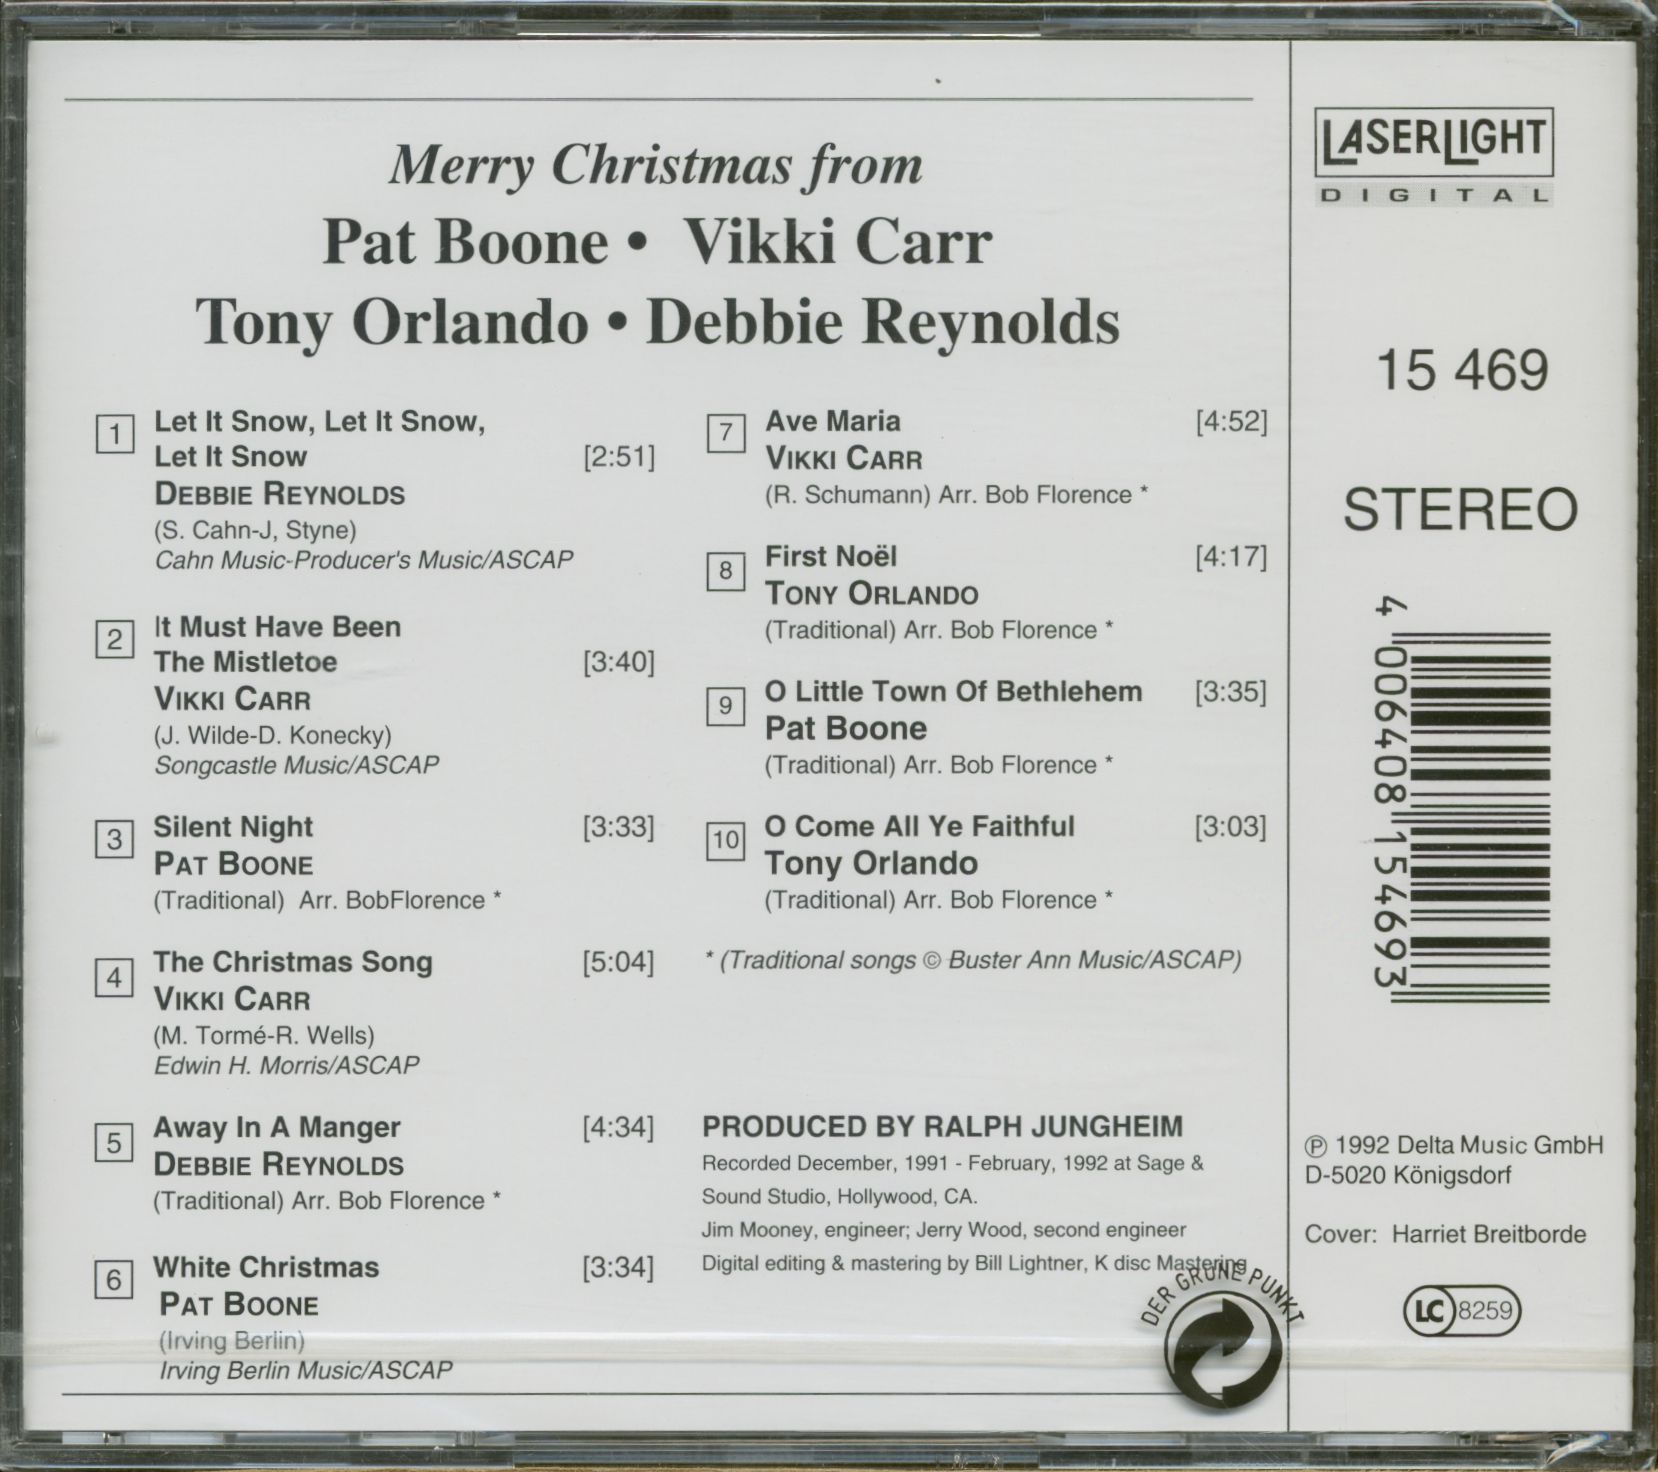 Merry Christmas from
Pat Boone • Vikki Carr
Tony Orlando • Debbie Reynolds
1 Let It Snow, Let It Snow,
Let It Snow [2:51]
DEBBIE REYNOLDS
(S. Cahn-J, Styne)
Cahn Music-Producer's Music/ASCAP
2 It Must Have Been
The Mistletoe [3:40]
VIKKI CARR
(J. Wilde-D. Konecky)
Songcastle Music/ASCAP
3 Silent Night [3:33]
PAT BOONE
(Traditional) Arr. BobFlorence *
4 The Christmas Song [5:04]
VIKKI CARR
(M. Tormé-R. Wells)
Edwin H. Morris/ASCAP
5 Away In A Manger [4:34]
DEBBIE REYNOLDS
(Traditional) Arr. Bob Florence *
6 White Christmas [3:34]
PAT BOONE
(Irving Berlin)
Irving Berlin Music/ASCAP
7 Ave Maria [4:52]
VIKKI CARR
(R. Schumann) Arr. Bob Florence *
8 First Noël [4:17]
TONY ORLANDO
(Traditional) Arr. Bob Florence *
9 O Little Town Of Bethlehem [3:35]
Pat Boone
(Traditional) Arr. Bob Florence *
10 O Come All Ye Faithful [3:03]
Tony Orlando
(Traditional) Arr. Bob Florence *
* (Traditional songs © Buster Ann Music/ASCAP)
PRODUCED BY RALPH JUNGHEIM
Recorded December, 1991 - February, 1992 at Sage &
Sound Studio, Hollywood, CA.
Jim Mooney, engineer; Jerry Wood, second engineer
Digital editing & mastering by Bill Lightner, K disc Mastering
DER GRÜNE PUNKT
LASERLIGHT
DIGITAL
15 469
STEREO
4 006408 154693
℗ 1992 Delta Music GmbH
D-5020 Königsdorf
Cover: Harriet Breitborde
LC 8259